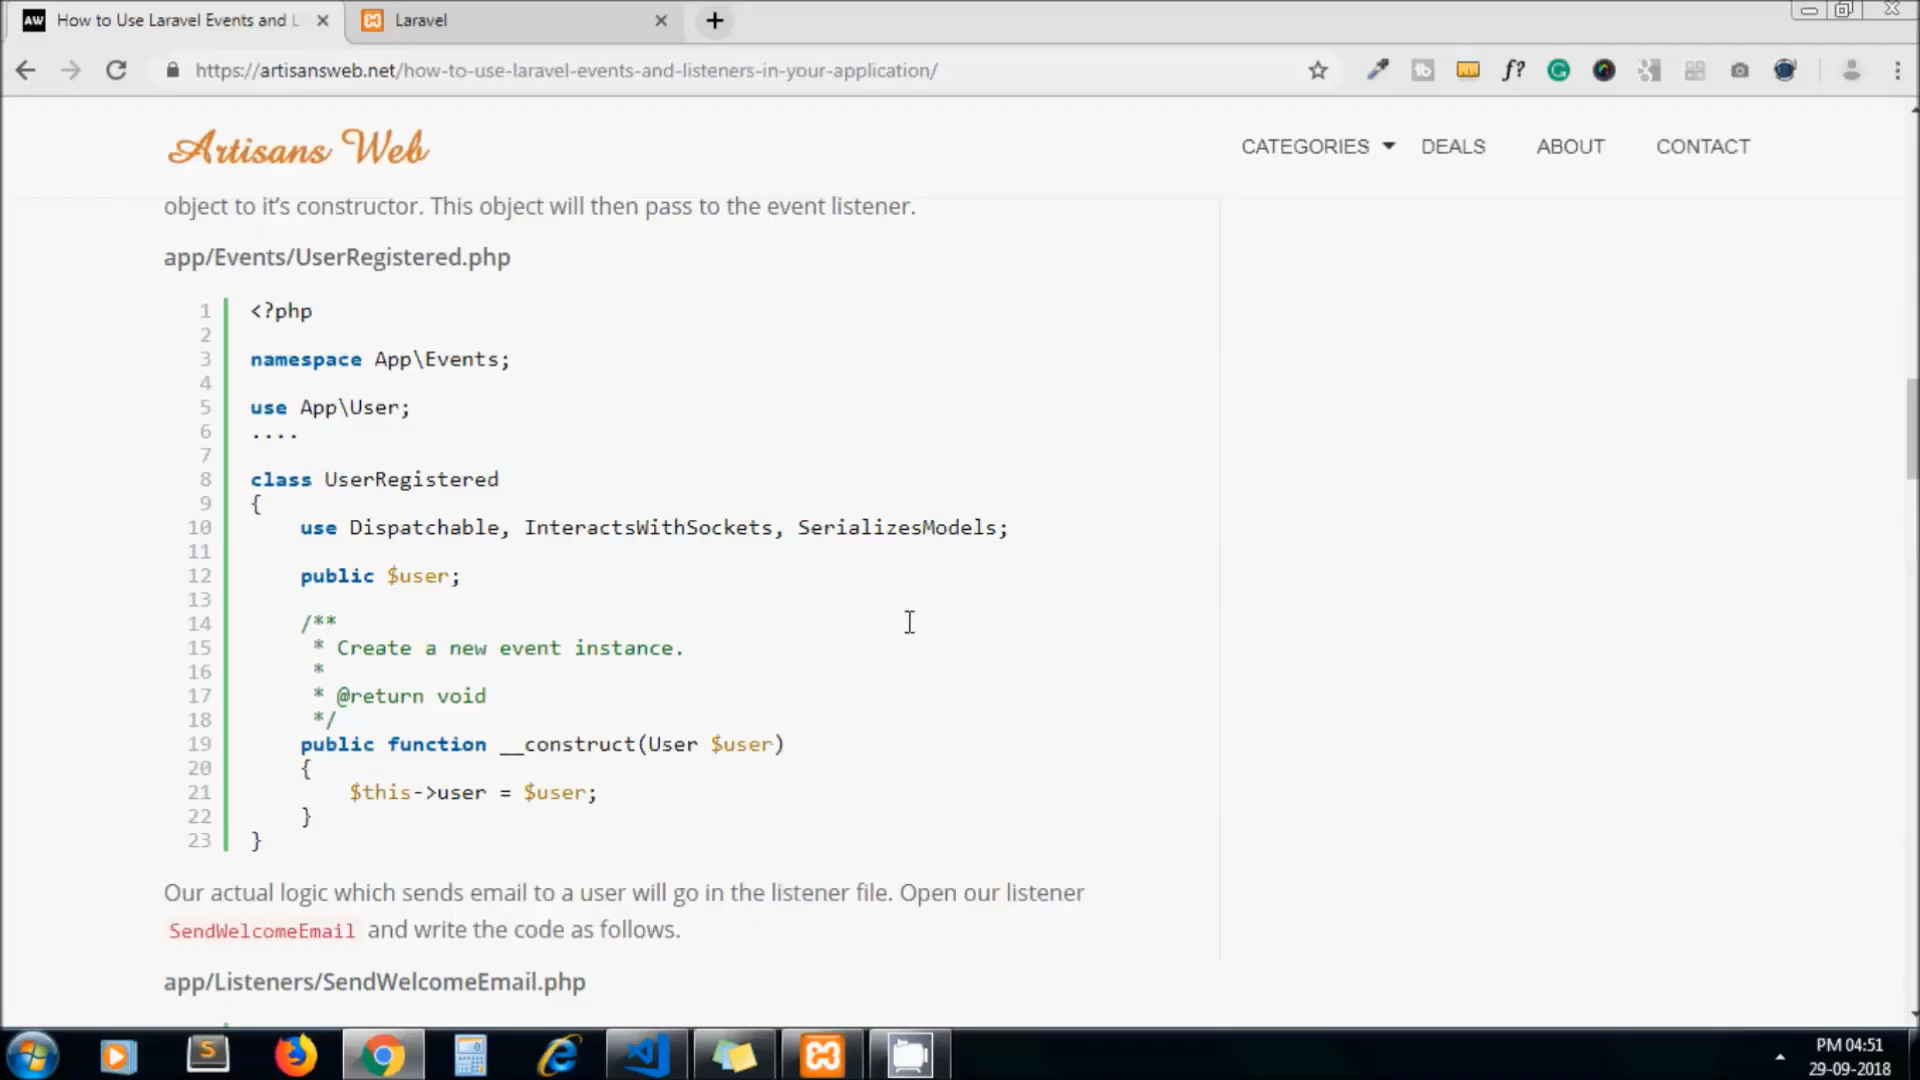 How to Use Laravel Events and L
Laravel
https://artisansweb.net/how-to-use-laravel-events-and-listeners-in-your-application/
f?
Artisans Web
CATEGORIES
DEALS
ABOUT
CONTACT
object to it’s constructor. This object will then pass to the event listener.
app/Events/UserRegistered.php
1 <?php
2
3 namespace App\Events;
4
5 use App\User;
6 ....
7
8 class UserRegistered
9 {
10 use Dispatchable, InteractsWithSockets, SerializesModels;
11
12 public $user;
13
14 /**
15 * Create a new event instance.
16 *
17 * @return void
18 */
19 public function __construct(User $user)
20 {
21 $this->user = $user;
22 }
23 }
Our actual logic which sends email to a user will go in the listener file. Open our listener
SendWelcomeEmail and write the code as follows.
app/Listeners/SendWelcomeEmail.php
PM 04:51
29-09-2018